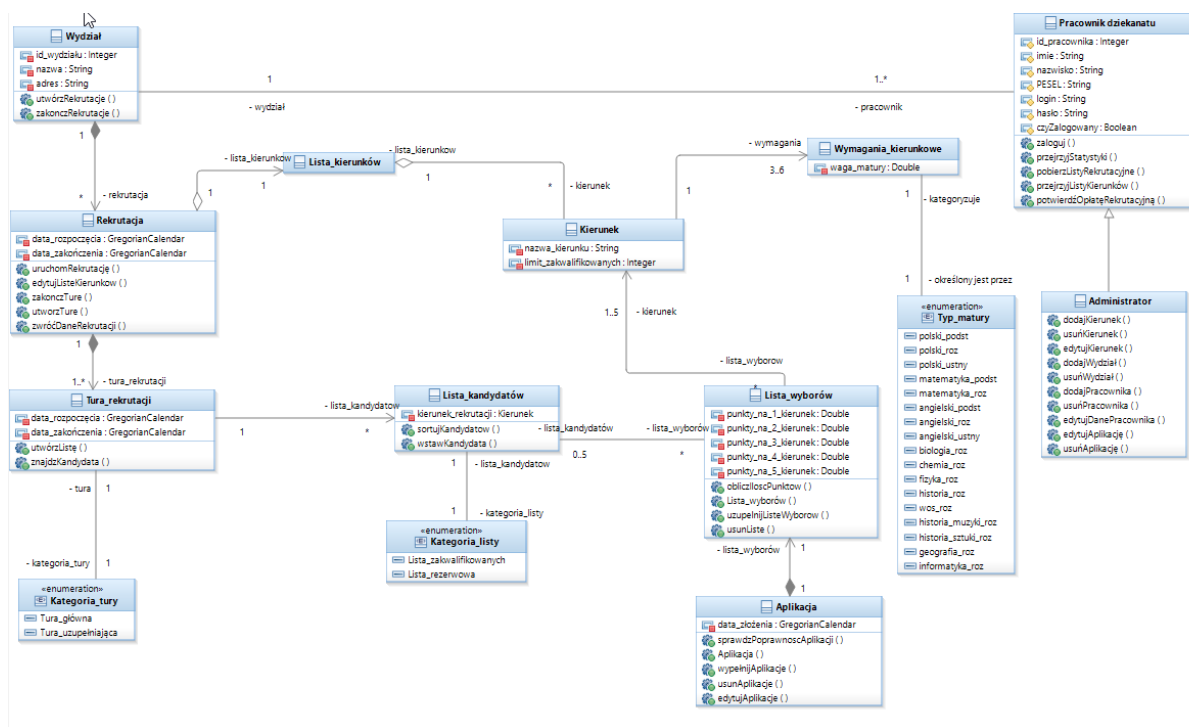 Wydział
id_wydziału : Integer
nazwa : String
adres : String
utwórzRekrutacje ( )
zakonczRekrutacje ( )
1
1..*
- wydział
- pracownik
Pracownik dziekanatu
id_pracownika : Integer
imie : String
nazwisko : String
PESEL : String
login : String
hasło : String
czyZalogowany : Boolean
zaloguj ( )
przejrzyjStatystyki ( )
pobierzListyRekrutacyjne ( )
przejrzyjListyKierunków ( )
potwierdźOpłatęRekrutacyjną ( )
1
*
- rekrutacja
- lista_kierunkow
1
1
Lista_kierunków
- lista_kierunkow
1
*
- kierunek
- wymagania
3..6
1
Wymagania_kierunkowe
waga_matury : Double
1
- kategoryzuje
1
- określony jest przez
Rekrutacja
data_rozpoczęcia : GregorianCalendar
data_zakończenia : GregorianCalendar
uruchomRekrutację ( )
edytujListeKierunkow ( )
zakonczTure ( )
utworzTure ( )
zwróćDaneRekrutacji ( )
Kierunek
nazwa_kierunku : String
limit_zakwalifikowanych : Integer
1..5
- kierunek
- lista_wyborow
*
«enumeration»
Typ_matury
polski_podst
polski_roz
polski_ustny
matematyka_podst
matematyka_roz
angielski_podst
angielski_roz
angielski_ustny
biologia_roz
chemia_roz
fizyka_roz
historia_roz
wos_roz
historia_muzyki_roz
historia_sztuki_roz
geografia_roz
informatyka_roz
Administrator
dodajKierunek ( )
usuńKierunek ( )
edytujKierunek ( )
dodajWydział ( )
usuńWydział ( )
dodajPracownika ( )
usuńPracownika ( )
edytujDanePracownika ( )
edytujAplikację ( )
usuńAplikację ( )
1
1..*
- tura_rekrutacji
Tura_rekrutacji
data_rozpoczęcia : GregorianCalendar
data_zakończenia : GregorianCalendar
utwórzListę ( )
znajdzKandydata ( )
- lista_kandydatow
1
*
Lista_kandydatów
kierunek_rekrutacji : Kierunek
sortujKandydatow ( )
wstawKandydata ( )
- lista_kandydatów
0..5
- lista_wyborów
*
Lista_wyborów
punkty_na_1_kierunek : Double
punkty_na_2_kierunek : Double
punkty_na_3_kierunek : Double
punkty_na_4_kierunek : Double
punkty_na_5_kierunek : Double
obliczIloscPunktow ( )
Lista_wyborów ( )
uzupelnijListeWyborow ( )
usunListe ( )
1
- lista_kandydatow
1
- kategoria_listy
«enumeration»
Kategoria_listy
Lista_zakwalifikowanych
Lista_rezerwowa
- tura
1
- kategoria_tury
1
«enumeration»
Kategoria_tury
Tura_główna
Tura_uzupełniająca
- lista_wyborów
1
1
Aplikacja
data_złożenia : GregorianCalendar
sprawdzPoprawnoscAplikacji ( )
Aplikacja ( )
wypełnijAplikacje ( )
usunAplikacje ( )
edytujAplikacje ( )